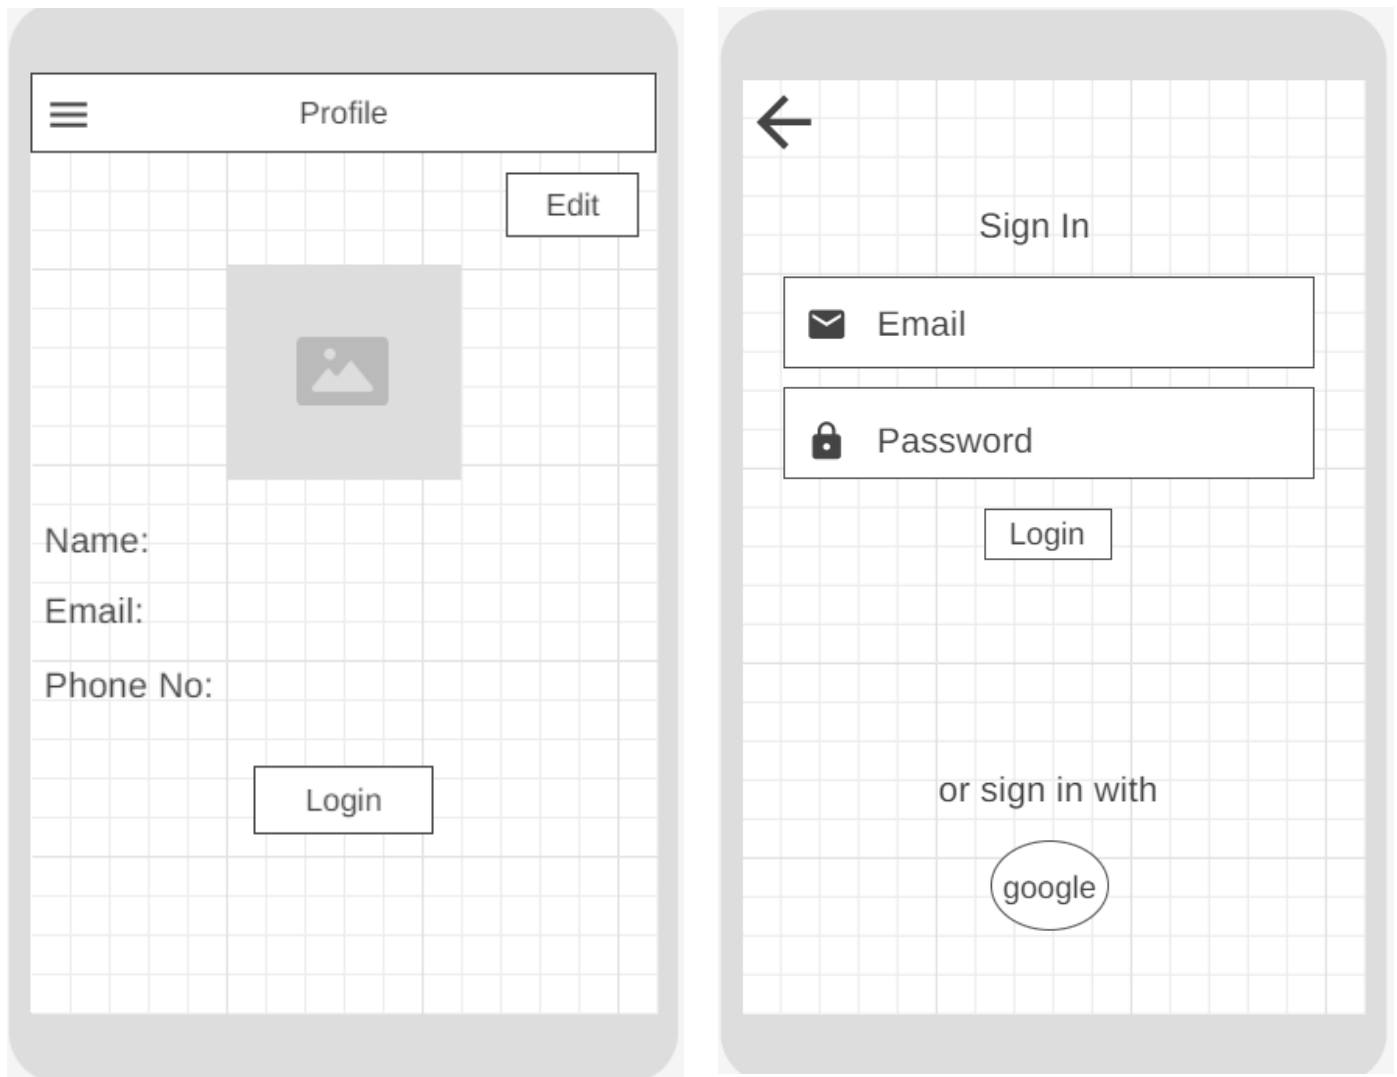 Profile
Edit
Name:
Email:
Phone No:
Login
Sign In
Email
Password
Login
or sign in with
google